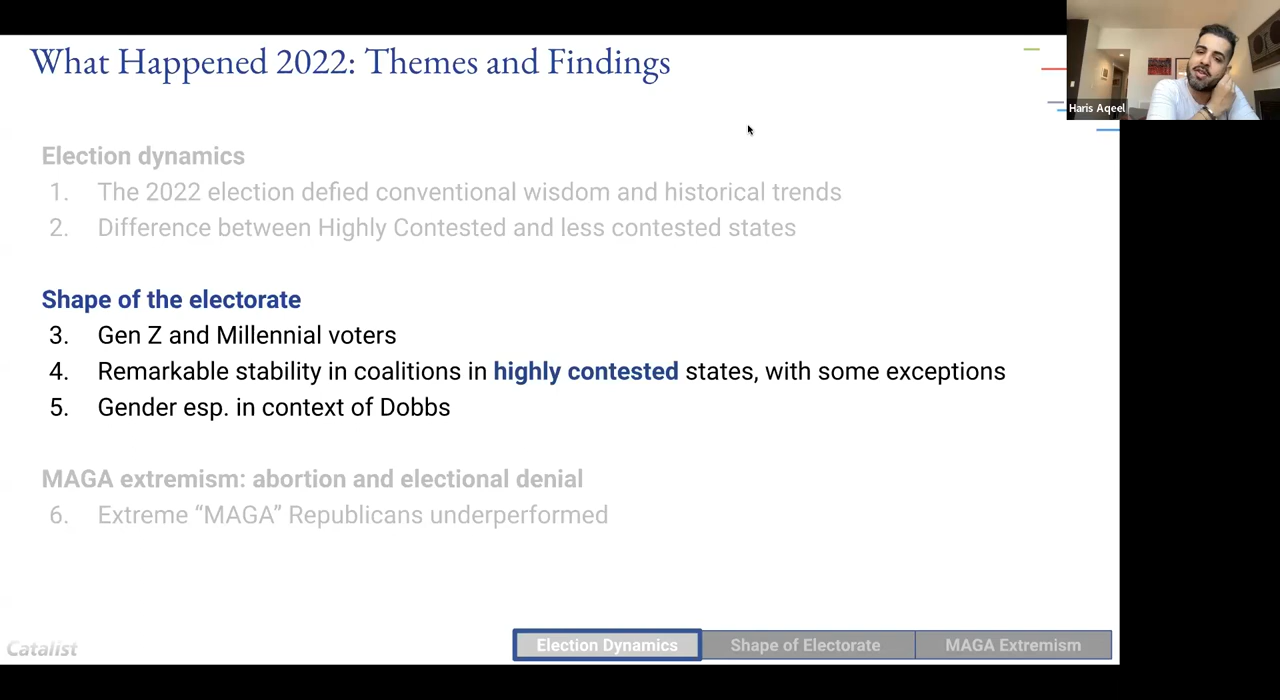 What Happened 2022: Themes and Findings
Haris Aqeel
Election dynamics
1. The 2022 election defied conventional wisdom and historical trends
2. Difference between Highly Contested and less contested states
Shape of the electorate
3. Gen Z and Millennial voters
4. Remarkable stability in coalitions in highly contested states, with some exceptions
5. Gender esp. in context of Dobbs
MAGA extremism: abortion and electional denial
6. Extreme “MAGA” Republicans underperformed
Catalist
Election Dynamics
Shape of Electorate
MAGA Extremism